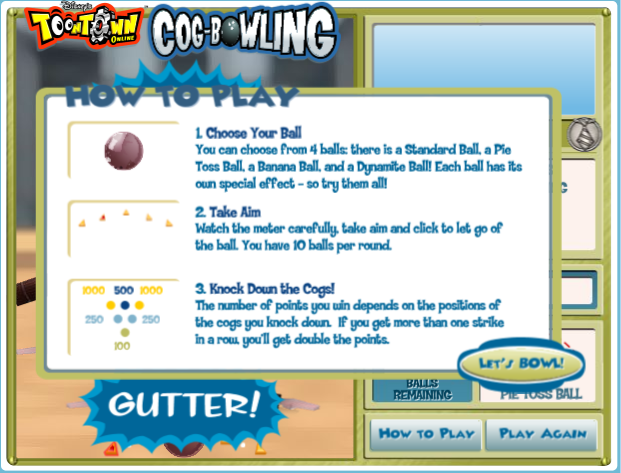 Disney's
TOONTOWN
ONLINE
COG-BOWLING
HOW TO PLAY
1. Choose Your Ball
You can choose from 4 balls: there is a Standard Ball, a Pie
Toss Ball, a Banana Ball, and a Dynamite Ball! Each ball has its
own special effect - so try them all!
2. Take Aim
Watch the meter carefully, take aim and click to let go of
the ball. You have 10 balls per round.
1000 500 1000
250 250
100
3. Knock Down the Cogs!
The number of points you win depends on the positions of
the cogs you knock down. If you get more than one strike
in a row, you'll get double the points.
LET'S BOWL!
BALLS
REMAINING
PIE TOSS BALL
GUTTER!
HOW TO PLAY
PLAY AGAIN